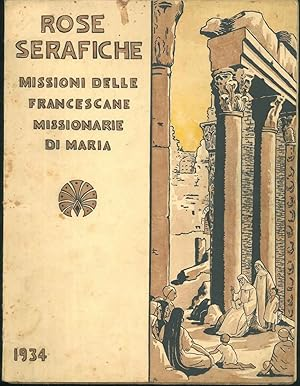 ROSE
SERAFICHE
MISSIONI DELLE
FRANCESCANE
MISSIONARIE
DI MARIA
1934